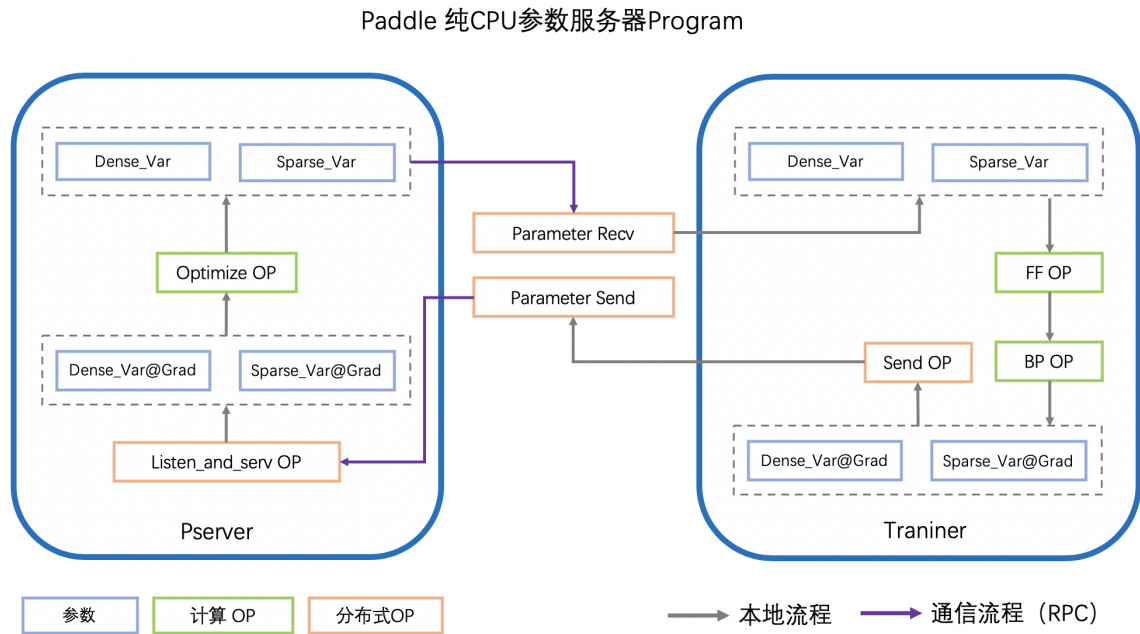 Paddle 纯CPU参数服务器Program
Dense_Var
Sparse_Var
Optimize OP
Dense_Var@Grad
Sparse_Var@Grad
Listen_and_serv OP
Pserver
Parameter Recv
Parameter Send
Dense_Var
Sparse_Var
FF OP
BP OP
Send OP
Dense_Var@Grad
Sparse_Var@Grad
Traniner
参数
计算 OP
分布式OP
本地流程
通信流程（RPC）